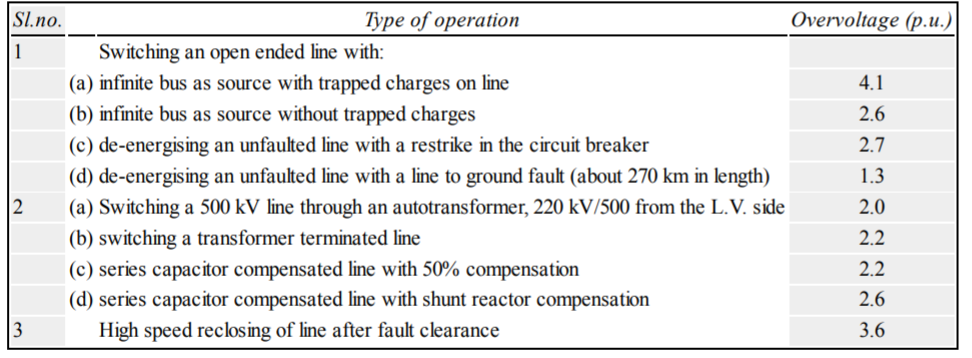 Sl.no. Type of operation Overvoltage (p.u.)
1 Switching an open ended line with:
(a) infinite bus as source with trapped charges on line 4.1
(b) infinite bus as source without trapped charges 2.6
(c) de-energising an unfaulted line with a restrike in the circuit breaker 2.7
(d) de-energising an unfaulted line with a line to ground fault (about 270 km in length) 1.3
2 (a) Switching a 500 kV line through an autotransformer, 220 kV/500 from the L.V. side 2.0
(b) switching a transformer terminated line 2.2
(c) series capacitor compensated line with 50% compensation 2.2
(d) series capacitor compensated line with shunt reactor compensation 2.6
3 High speed reclosing of line after fault clearance 3.6